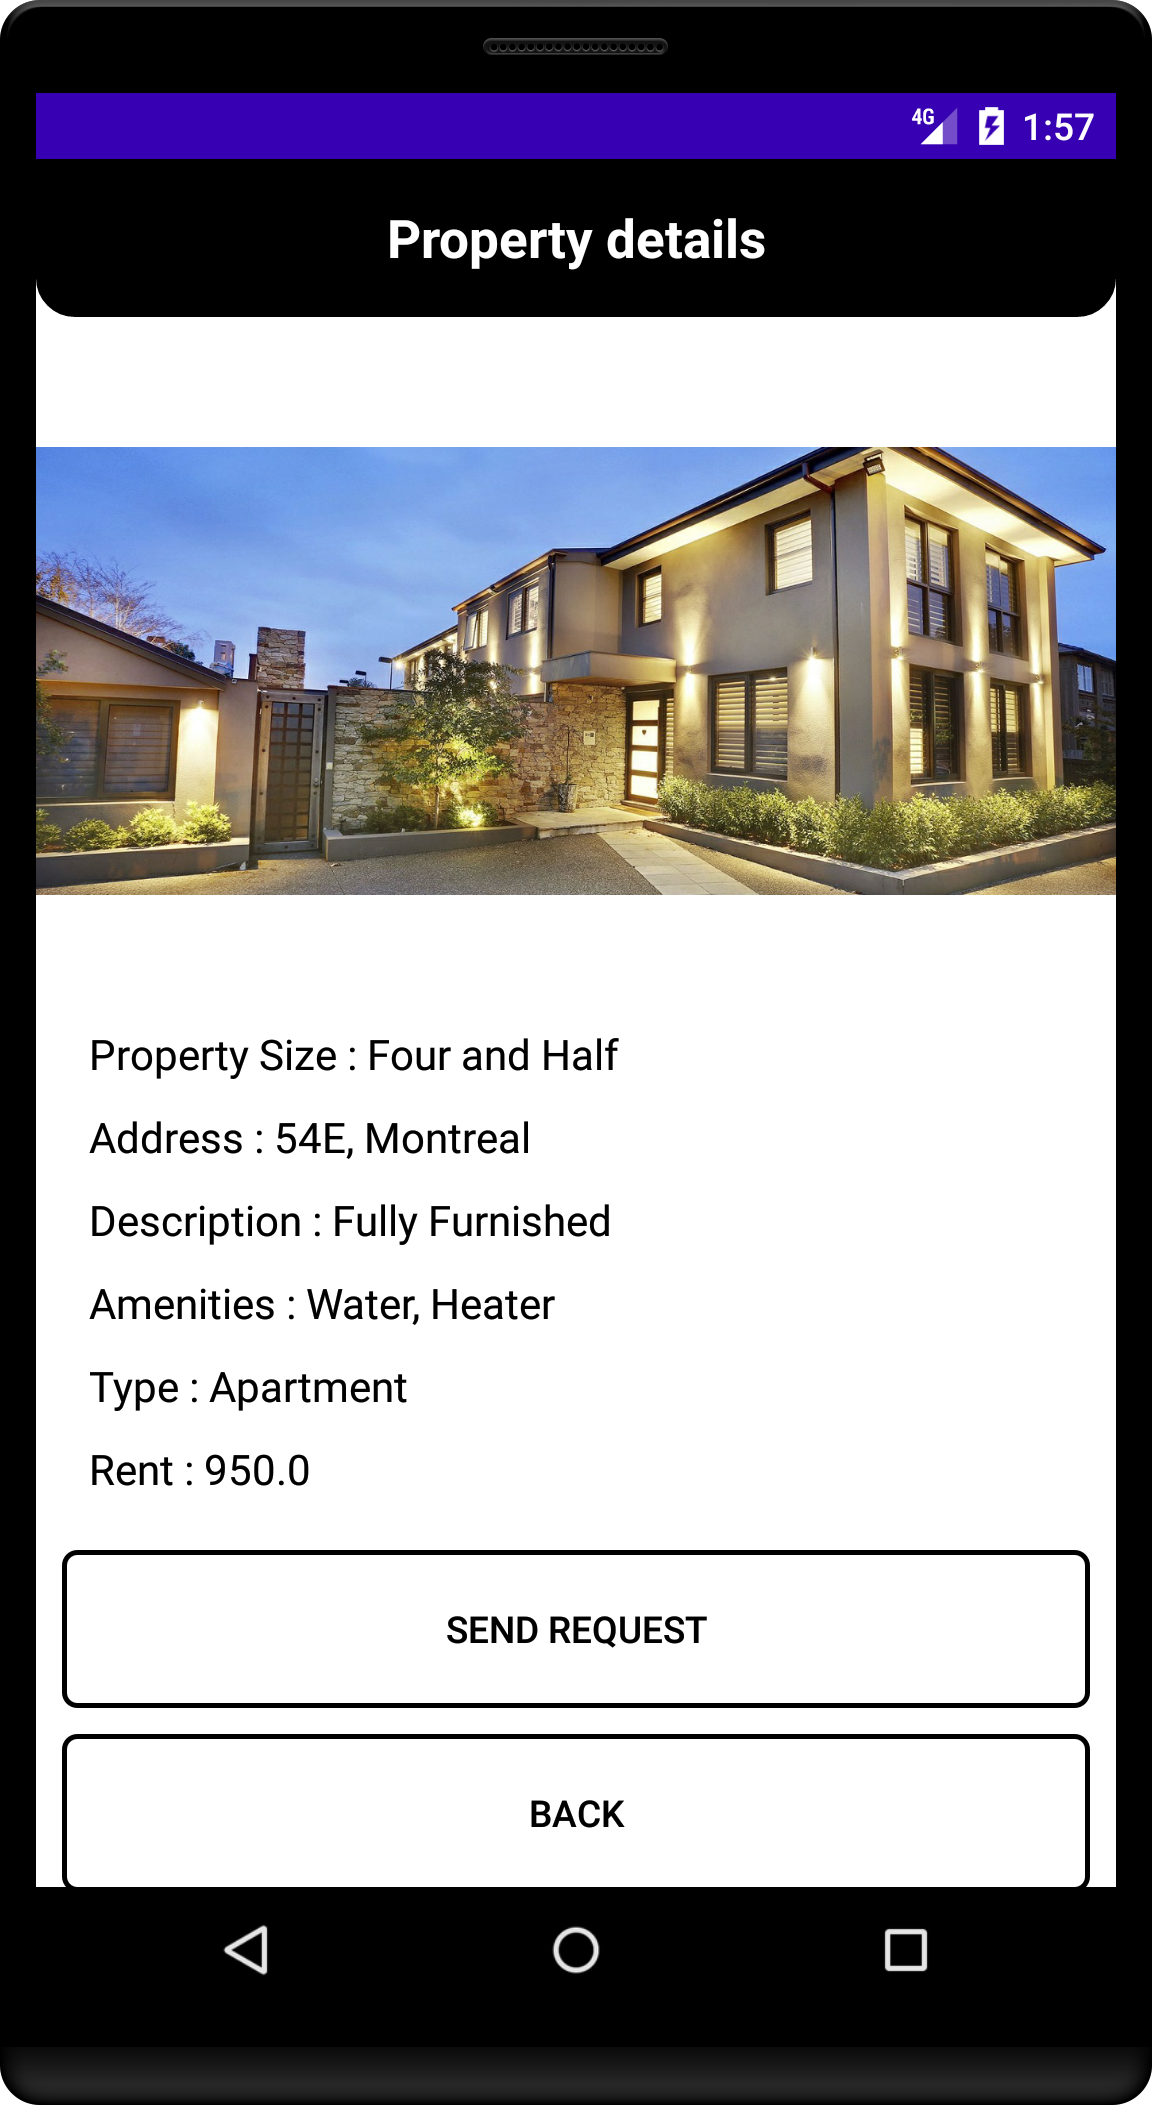 4G 1:57
Property details
Property Size : Four and Half
Address : 54E, Montreal
Description : Fully Furnished
Amenities : Water, Heater
Type : Apartment
Rent : 950.0
SEND REQUEST
BACK